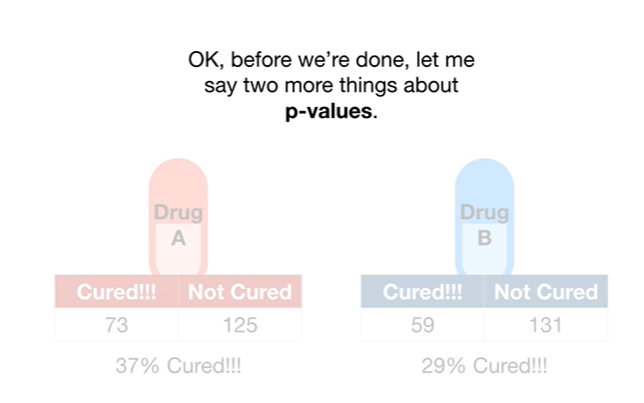 OK, before we’re done, let me
say two more things about
p-values.
Drug
A
Drug
B
Cured!!! Not Cured
73 125
37% Cured!!!
Cured!!! Not Cured
59 131
29% Cured!!!